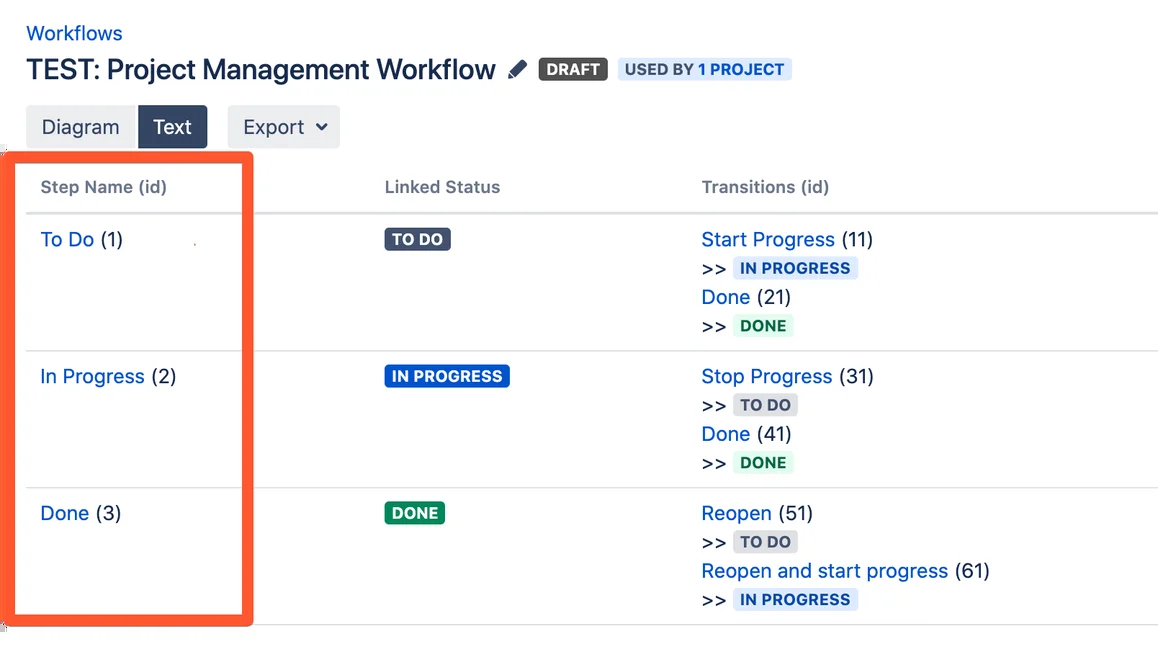 Workflows
TEST: Project Management Workflow DRAFT USED BY 1 PROJECT
Diagram Text Export
Step Name (id) Linked Status Transitions (id)
To Do (1) TO DO Start Progress (11)
>> IN PROGRESS
Done (21)
>> DONE
In Progress (2) IN PROGRESS Stop Progress (31)
>> TO DO
Done (41)
>> DONE
Done (3) DONE Reopen (51)
>> TO DO
Reopen and start progress (61)
>> IN PROGRESS